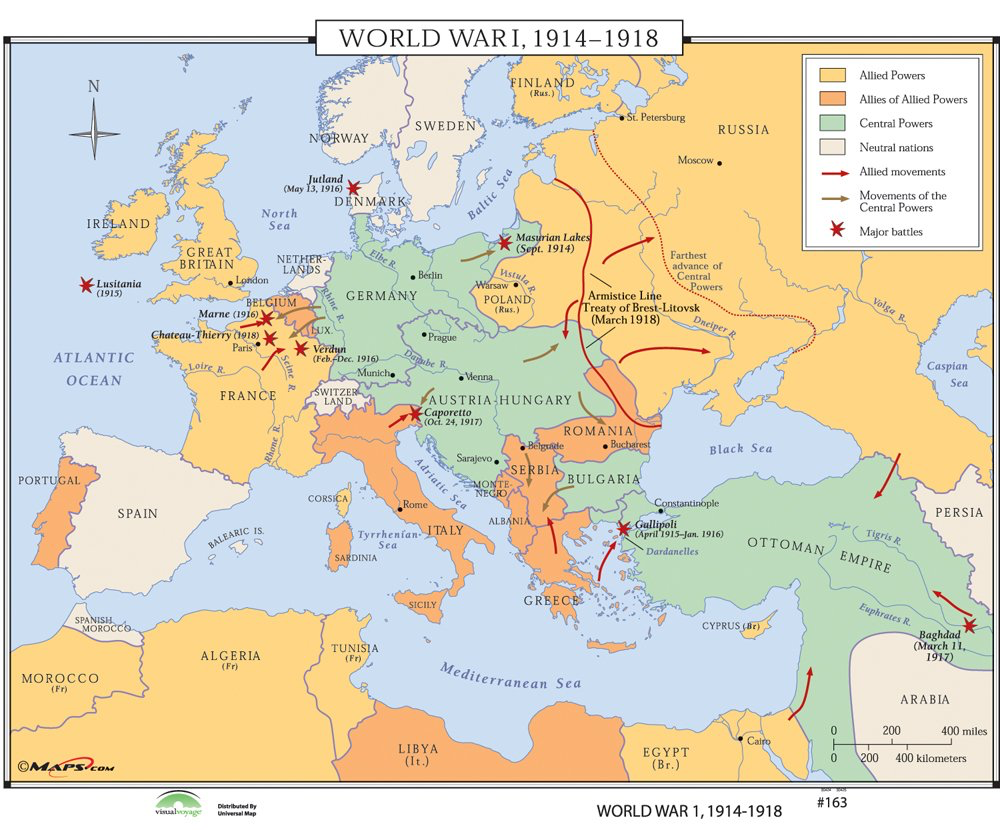 WORLD WAR I, 1914–1918
Allied Powers
Allies of Allied Powers
Central Powers
Neutral nations
Allied movements
Movements of the
Central Powers
Major battles
N
FINLAND
(Rus.)
St. Petersburg
RUSSIA
Moscow
NORWAY
SWEDEN
Jutland
(May 13, 1916)
DENMARK
Baltic Sea
North
Sea
IRELAND
GREAT
BRITAIN
London
NETHER-
LANDS
Elbe R.
Berlin
Masurian Lakes
(Sept. 1914)
Vistula R.
Warsaw
POLAND
(Rus.)
Farthest
advance of
Central
Powers
Lusitania
(1915)
BELGIUM
Rhine R.
GERMANY
Armistice Line
Treaty of Brest-Litovsk
(March 1918)
Volga R.
Dneiper R.
Marne (1916)
Chateau-Thierry (1918)
LUX.
Paris
Verdun
(Feb.-Dec. 1916)
Prague
ATLANTIC
OCEAN
Loire R.
Seine R.
Munich
Danube R.
Vienna
Caspian
Sea
FRANCE
SWITZER
LAND
AUSTRIA-HUNGARY
Caporetto
(Oct. 24, 1917)
Rhone R.
ROMANIA
Belgrade
Bucharest
Black Sea
Sarajevo
SERBIA
BULGARIA
PORTUGAL
SPAIN
CORSICA
Adriatic Sea
MONTE
NEGRO
Rome
ITALY
ALBANIA
Constantinople
PERSIA
BALEARIC IS.
Tyrrhenian
Sea
SARDINIA
Gallipoli
(April 1915–Jan. 1916)
Dardanelles
OTTOMAN EMPIRE
Tigris R.
Euphrates R.
SICILY
GREECE
CYPRUS (Br)
Baghdad
(March 11,
1917)
SPANISH
MOROCCO
MOROCCO
(Fr)
ALGERIA
(Fr)
TUNISIA
(Fr)
Mediterranean Sea
ARABIA
LIBYA
(It.)
EGYPT
(Br.)
Cairo
0 200 400 miles
0 200 400 kilometers
©MAPS.COM
visualvoyage
Distributed By
Universal Map
WORLD WAR 1, 1914-1918
#163